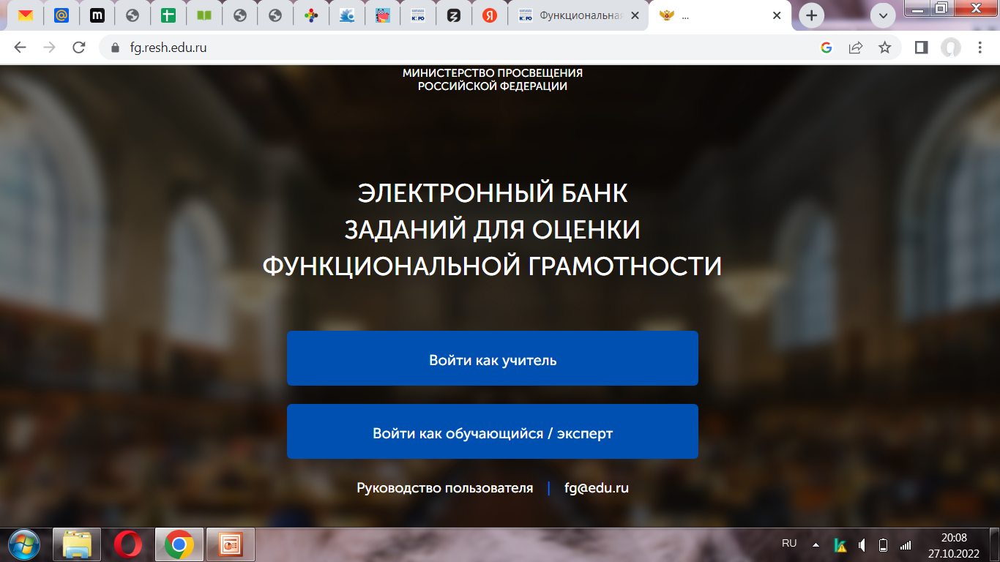 Функциональная
...
fg.resh.edu.ru
МИНИСТЕРСТВО ПРОСВЕЩЕНИЯ
РОССИЙСКОЙ ФЕДЕРАЦИИ
ЭЛЕКТРОННЫЙ БАНК
ЗАДАНИЙ ДЛЯ ОЦЕНКИ
ФУНКЦИОНАЛЬНОЙ ГРАМОТНОСТИ
Войти как учитель
Войти как обучающийся / эксперт
Руководство пользователя | fg@edu.ru
RU
20:08
27.10.2022